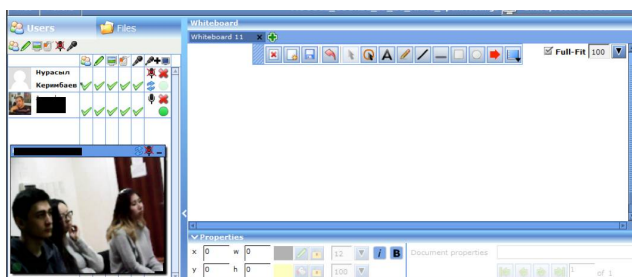 Users
Files
Whiteboard
Whiteboard 11
Full-Fit 100
Нурасыл
Керимбаев
Properties
x 0 w 0
12
i B
Document properties
y 0 h 0
100
of 1